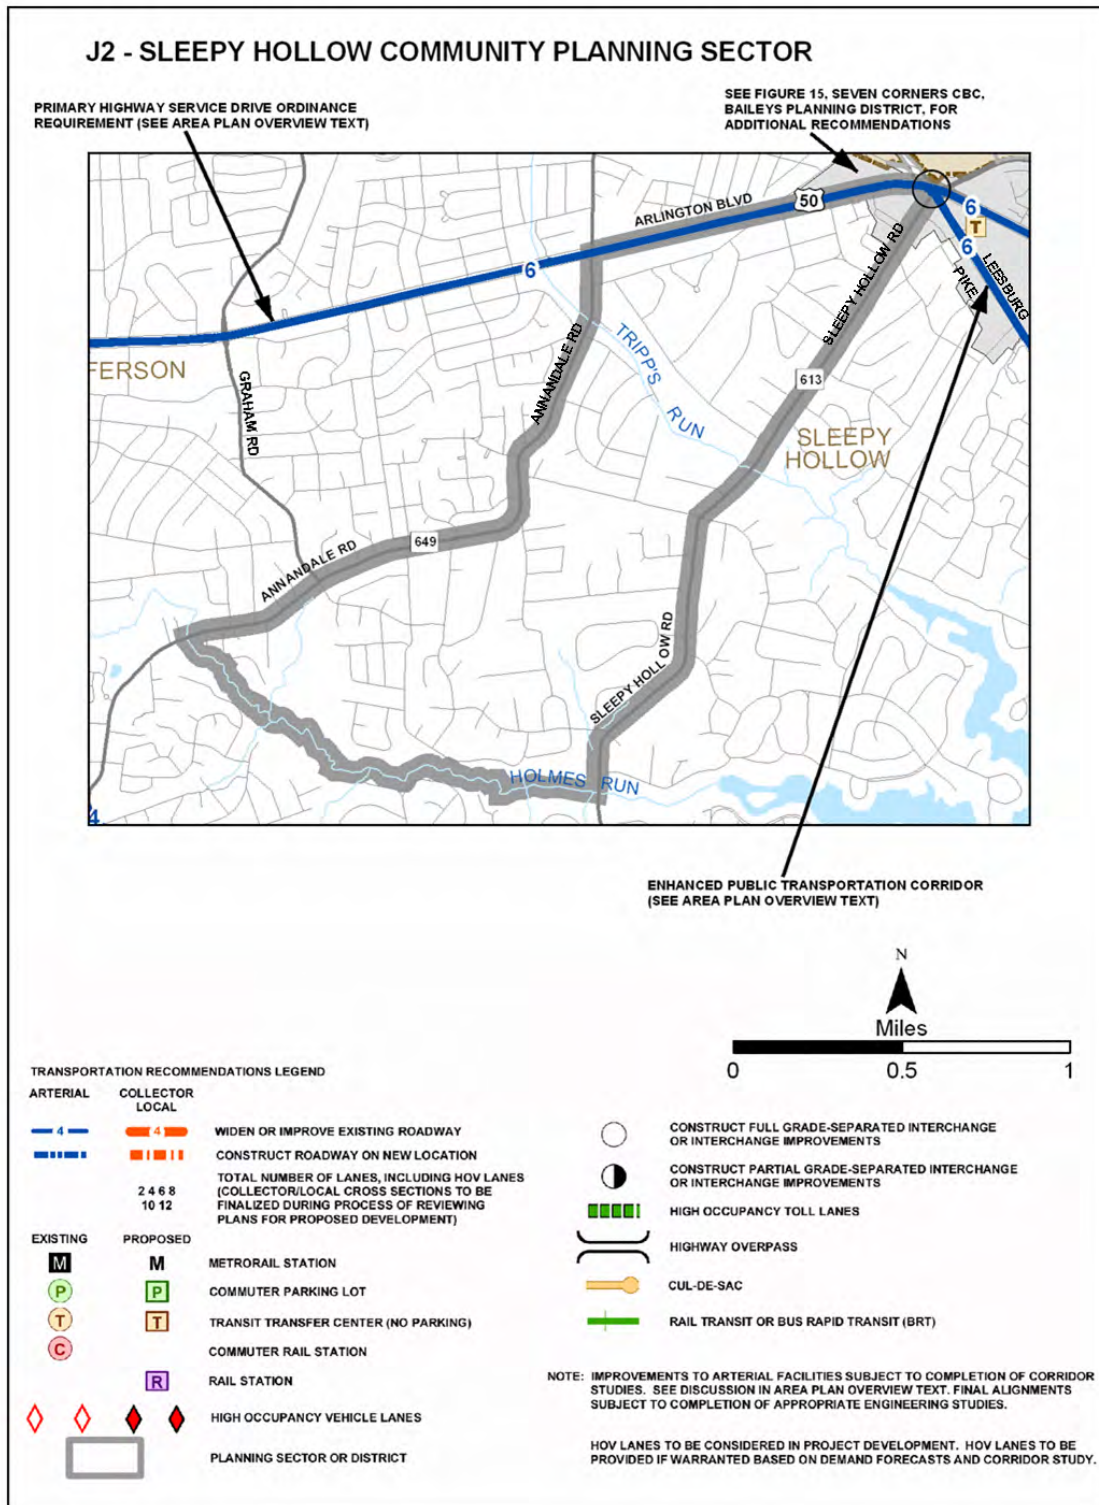 J2 - SLEEPY HOLLOW COMMUNITY PLANNING SECTOR
PRIMARY HIGHWAY SERVICE DRIVE ORDINANCE
REQUIREMENT (SEE AREA PLAN OVERVIEW TEXT)
SEE FIGURE 15, SEVEN CORNERS CBC,
BAILEYS PLANNING DISTRICT, FOR
ADDITIONAL RECOMMENDATIONS
ARLINGTON BLVD
50
6
T
6
6
LEESBURG
PIKE
SLEEPY HOLLOW RD
TRIPP'S
RUN
ANNANDALE RD
FERSON
GRAHAM RD
613
SLEEPY
HOLLOW
649
ANNANDALE RD
SLEEPY HOLLOW RD
HOLMES RUN
4
ENHANCED PUBLIC TRANSPORTATION CORRIDOR
(SEE AREA PLAN OVERVIEW TEXT)
N
Miles
0 0.5 1
TRANSPORTATION RECOMMENDATIONS LEGEND
ARTERIAL COLLECTOR
LOCAL
4 4 WIDEN OR IMPROVE EXISTING ROADWAY
CONSTRUCT ROADWAY ON NEW LOCATION
2 4 6 8
10 12
TOTAL NUMBER OF LANES, INCLUDING HOV LANES
(COLLECTOR/LOCAL CROSS SECTIONS TO BE
FINALIZED DURING PROCESS OF REVIEWING
PLANS FOR PROPOSED DEVELOPMENT)
EXISTING PROPOSED
M M METRORAIL STATION
P P COMMUTER PARKING LOT
T T TRANSIT TRANSFER CENTER (NO PARKING)
C COMMUTER RAIL STATION
R RAIL STATION
HIGH OCCUPANCY VEHICLE LANES
PLANNING SECTOR OR DISTRICT
CONSTRUCT FULL GRADE-SEPARATED INTERCHANGE
OR INTERCHANGE IMPROVEMENTS
CONSTRUCT PARTIAL GRADE-SEPARATED INTERCHANGE
OR INTERCHANGE IMPROVEMENTS
HIGH OCCUPANCY TOLL LANES
HIGHWAY OVERPASS
CUL-DE-SAC
RAIL TRANSIT OR BUS RAPID TRANSIT (BRT)
NOTE: IMPROVEMENTS TO ARTERIAL FACILITIES SUBJECT TO COMPLETION OF CORRIDOR
STUDIES. SEE DISCUSSION IN AREA PLAN OVERVIEW TEXT. FINAL ALIGNMENTS
SUBJECT TO COMPLETION OF APPROPRIATE ENGINEERING STUDIES.
HOV LANES TO BE CONSIDERED IN PROJECT DEVELOPMENT. HOV LANES TO BE
PROVIDED IF WARRANTED BASED ON DEMAND FORECASTS AND CORRIDOR STUDY.